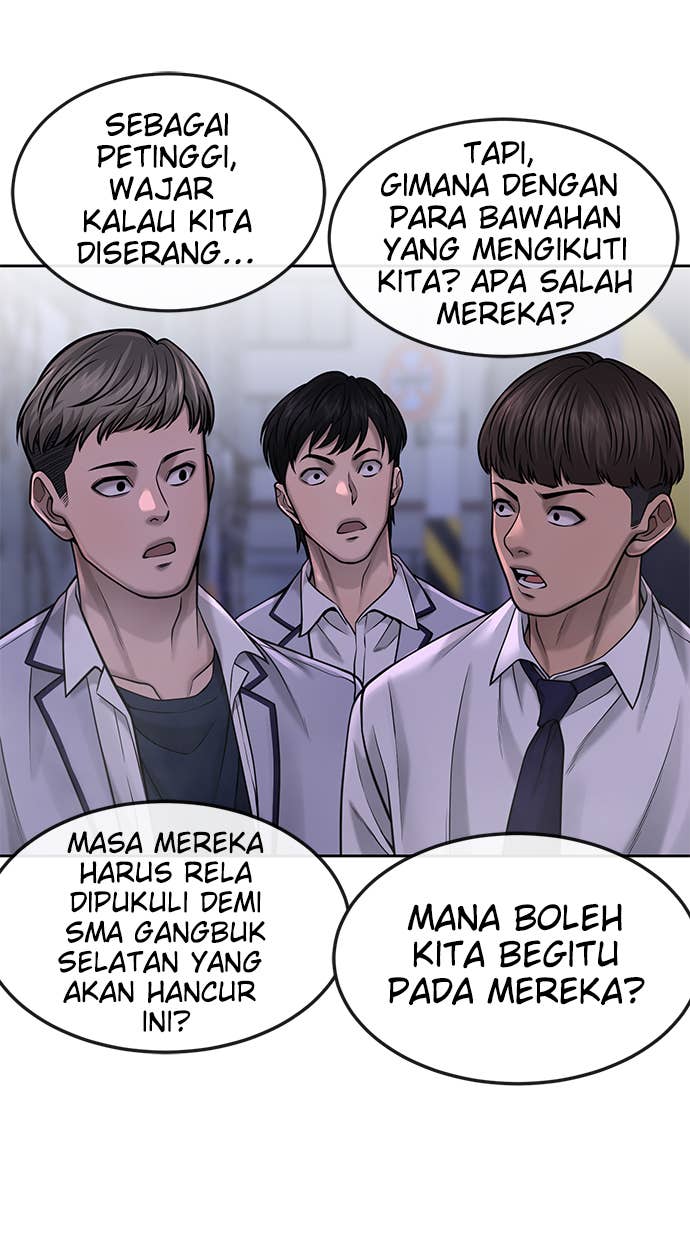 SEBAGAI
PETINGGI,
WAJAR
KALAU KITA
DISERANG...
TAPI,
GIMANA DENGAN
PARA BAWAHAN
YANG MENGIKUTI
KITA? APA SALAH
MEREKA?
MASA MEREKA
HARUS RELA
DIPUKULI DEMI
SMA GANGBUK
SELATAN YANG
AKAN HANCUR
INI?
MANA BOLEH
KITA BEGITU
PADA MEREKA?